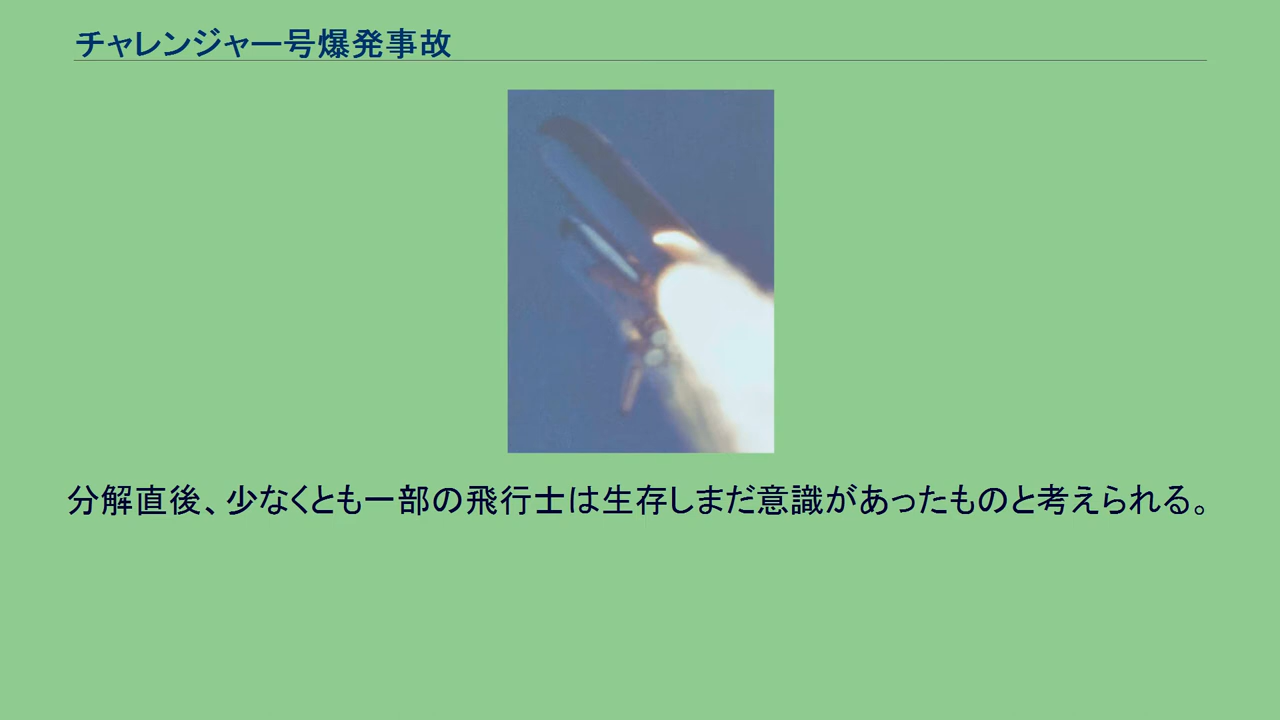 チャレンジャー号爆発事故
分解直後、少なくとも一部の飛行士は生存しまだ意識があったものと考えられる。